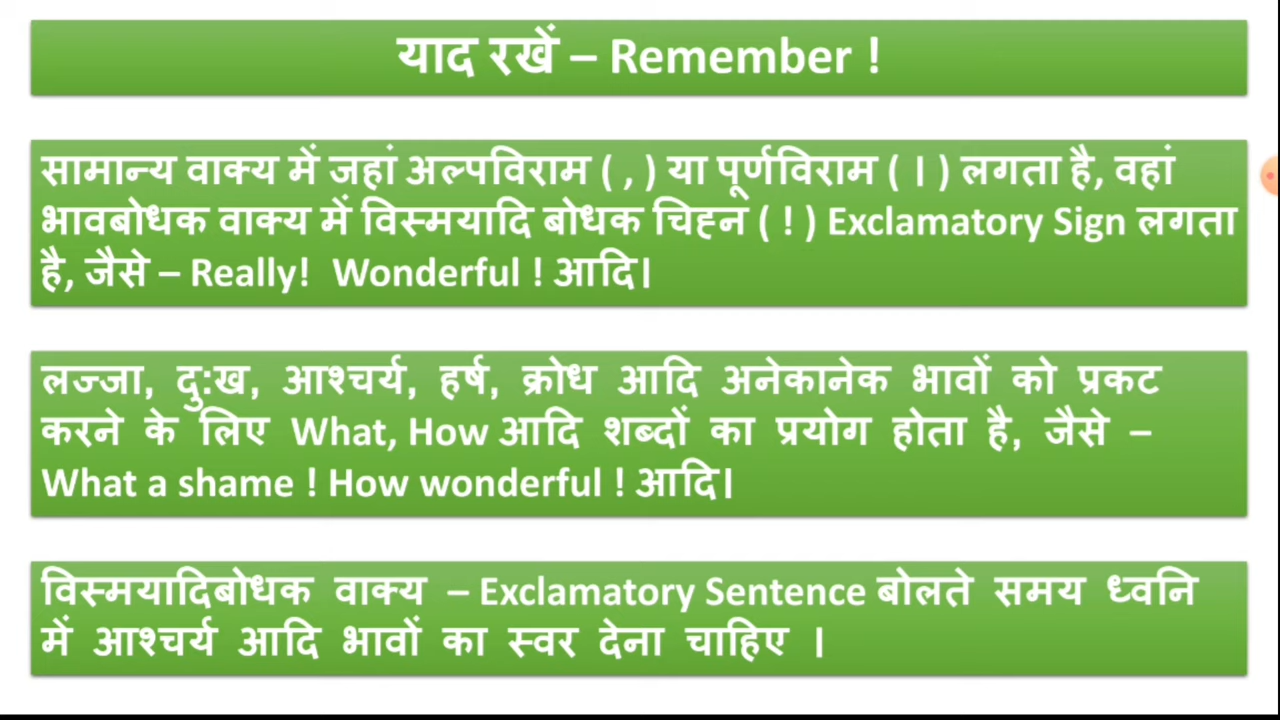 याद रखें – Remember !
सामान्य वाक्य में जहां अल्पविराम ( , ) या पूर्णविराम ( । ) लगता है, वहां
भावबोधक वाक्य में विस्मयादि बोधक चिह्न ( ! ) Exclamatory Sign लगता
है, जैसे – Really!  Wonderful ! आदि।
लज्जा, दु:ख, आश्चर्य, हर्ष, क्रोध आदि अनेकानेक भावों को प्रकट
करने के लिए What, How आदि शब्दों का प्रयोग होता है, जैसे –
What a shame ! How wonderful ! आदि।
विस्मयादिबोधक वाक्य – Exclamatory Sentence बोलते समय ध्वनि
में आश्चर्य आदि भावों का स्वर देना चाहिए ।